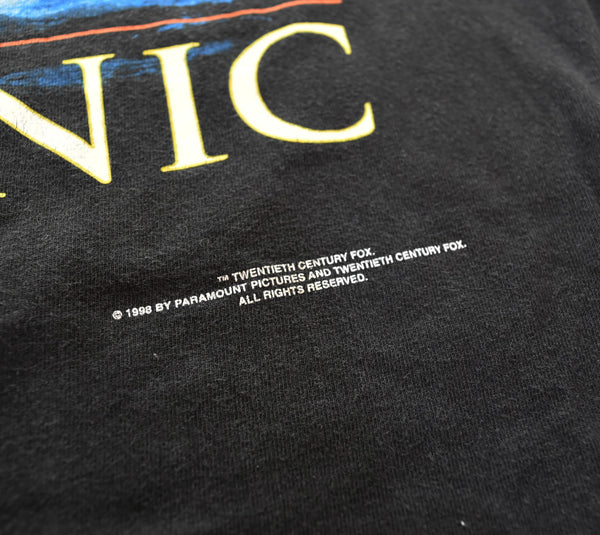 NIC
™ TWENTIETH CENTURY FOX.
© 1998 BY PARAMOUNT PICTURES AND TWENTIETH CENTURY FOX.
ALL RIGHTS RESERVED.